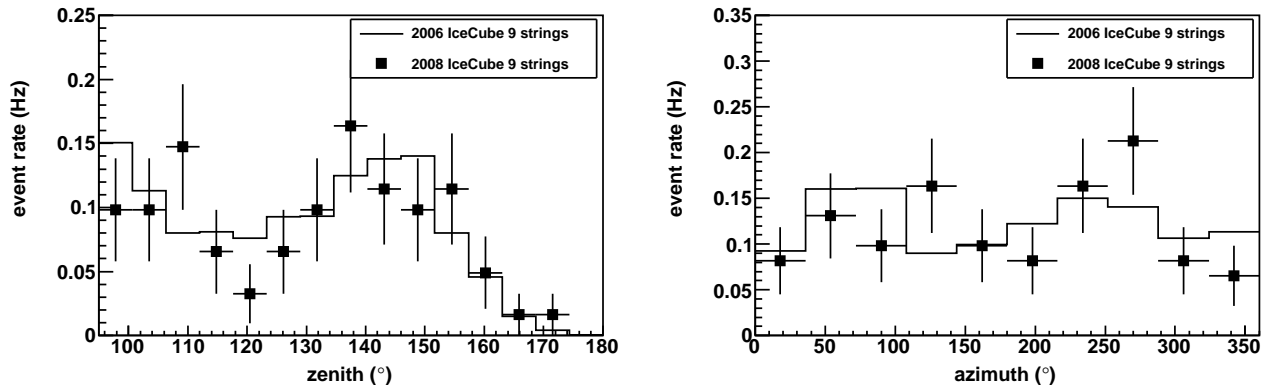 0.25
0.2
0.15
0.1
0.05
0
event rate (Hz)
2006 IceCube 9 strings
2008 IceCube 9 strings
100 110 120 130 140 150 160 170 180
zenith (°)
0.35
0.3
0.25
0.2
0.15
0.1
0.05
0
event rate (Hz)
2006 IceCube 9 strings
2008 IceCube 9 strings
0 50 100 150 200 250 300 350
azimuth (°)